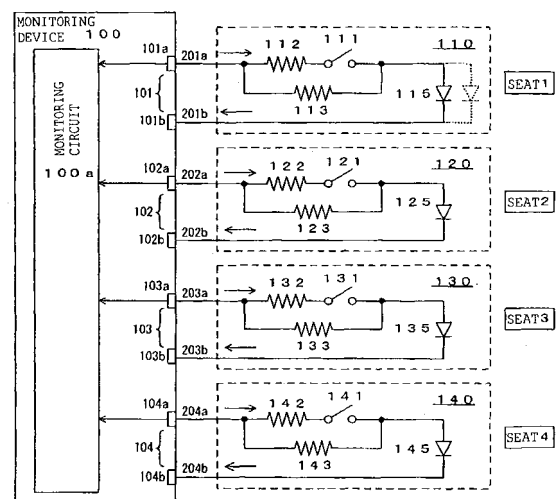 MONITORING
DEVICE 100
MONITORING
CIRCUIT
100a
101a 201a 112 111 110
101 113 115 SEAT1
101b 201b
102a 202a 122 121 120
102 123 125 SEAT2
102b 202b
103a 203a 132 131 130
103 133 135 SEAT3
103b 203b
104a 204a 142 141 140
104 143 145 SEAT4
104b 204b